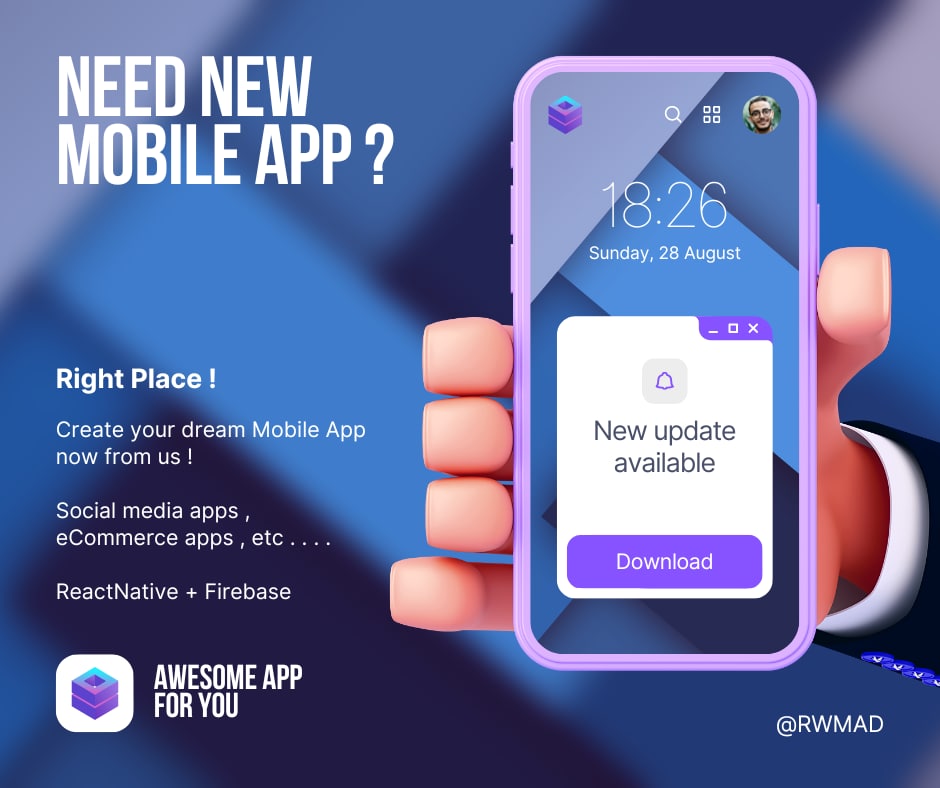 NEED NEW
MOBILE APP ?
18:26
Sunday, 28 August
New update
available
Download
Right Place !
Create your dream Mobile App
now from us !
Social media apps ,
eCommerce apps , etc . . . .
ReactNative + Firebase
AWESOME APP
FOR YOU
@RWMAD